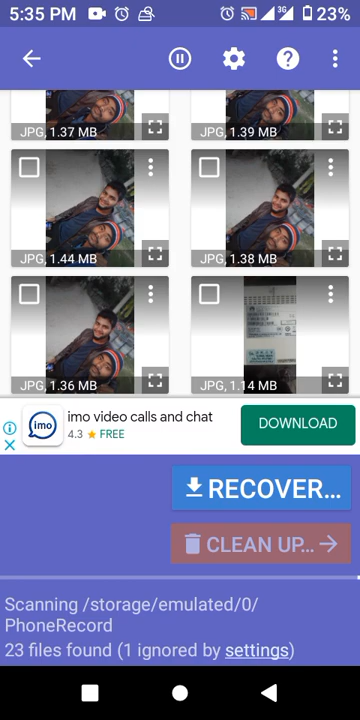 5:35 PM
3G
23%
JPG, 1.37 MB
JPG, 1.39 MB
JPG, 1.44 MB
JPG, 1.38 MB
JPG, 1.36 MB
JPG, 1.14 MB
imo
imo video calls and chat
4.3 ★ FREE
DOWNLOAD
RECOVER...
CLEAN UP...
Scanning /storage/emulated/0/
PhoneRecord
23 files found (1 ignored by settings)